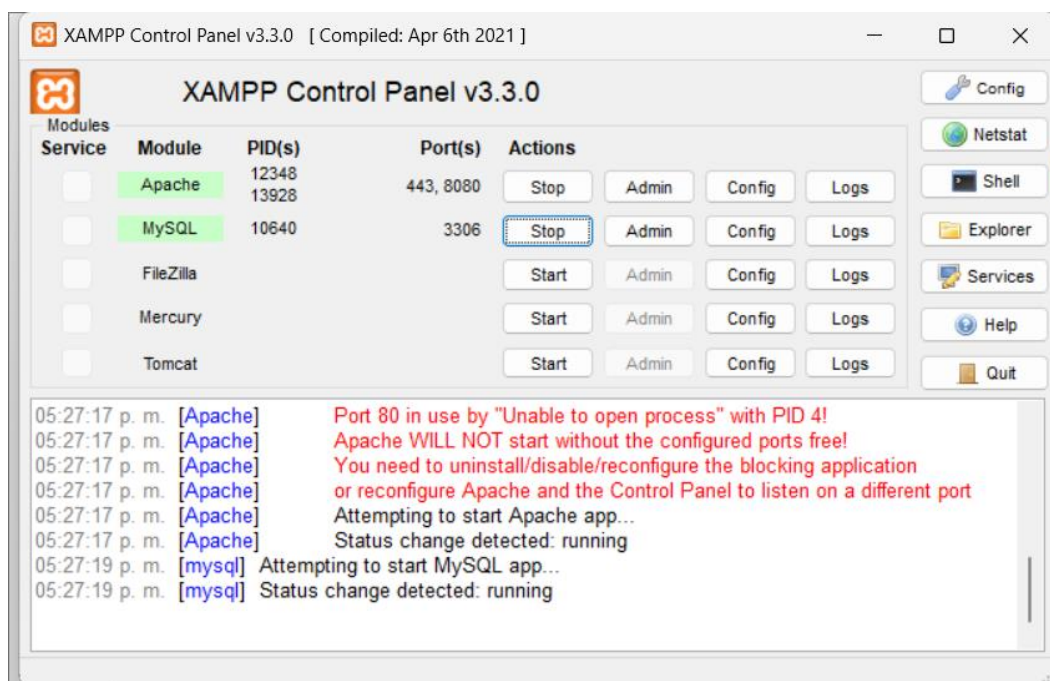 XAMPP Control Panel v3.3.0 [ Compiled: Apr 6th 2021 ]
XAMPP Control Panel v3.3.0
Config
Modules
Service Module PID(s) Port(s) Actions
Netstat
Apache 12348 13928 443, 8080 Stop Admin Config Logs
Shell
MySQL 10640 3306 Stop Admin Config Logs
Explorer
FileZilla Start Admin Config Logs
Services
Mercury Start Admin Config Logs
Help
Tomcat Start Admin Config Logs
Quit
05:27:17 p. m. [Apache] Port 80 in use by "Unable to open process" with PID 4!
05:27:17 p. m. [Apache] Apache WILL NOT start without the configured ports free!
05:27:17 p. m. [Apache] You need to uninstall/disable/reconfigure the blocking application
05:27:17 p. m. [Apache] or reconfigure Apache and the Control Panel to listen on a different port
05:27:17 p. m. [Apache] Attempting to start Apache app...
05:27:17 p. m. [Apache] Status change detected: running
05:27:19 p. m. [mysql] Attempting to start MySQL app...
05:27:19 p. m. [mysql] Status change detected: running